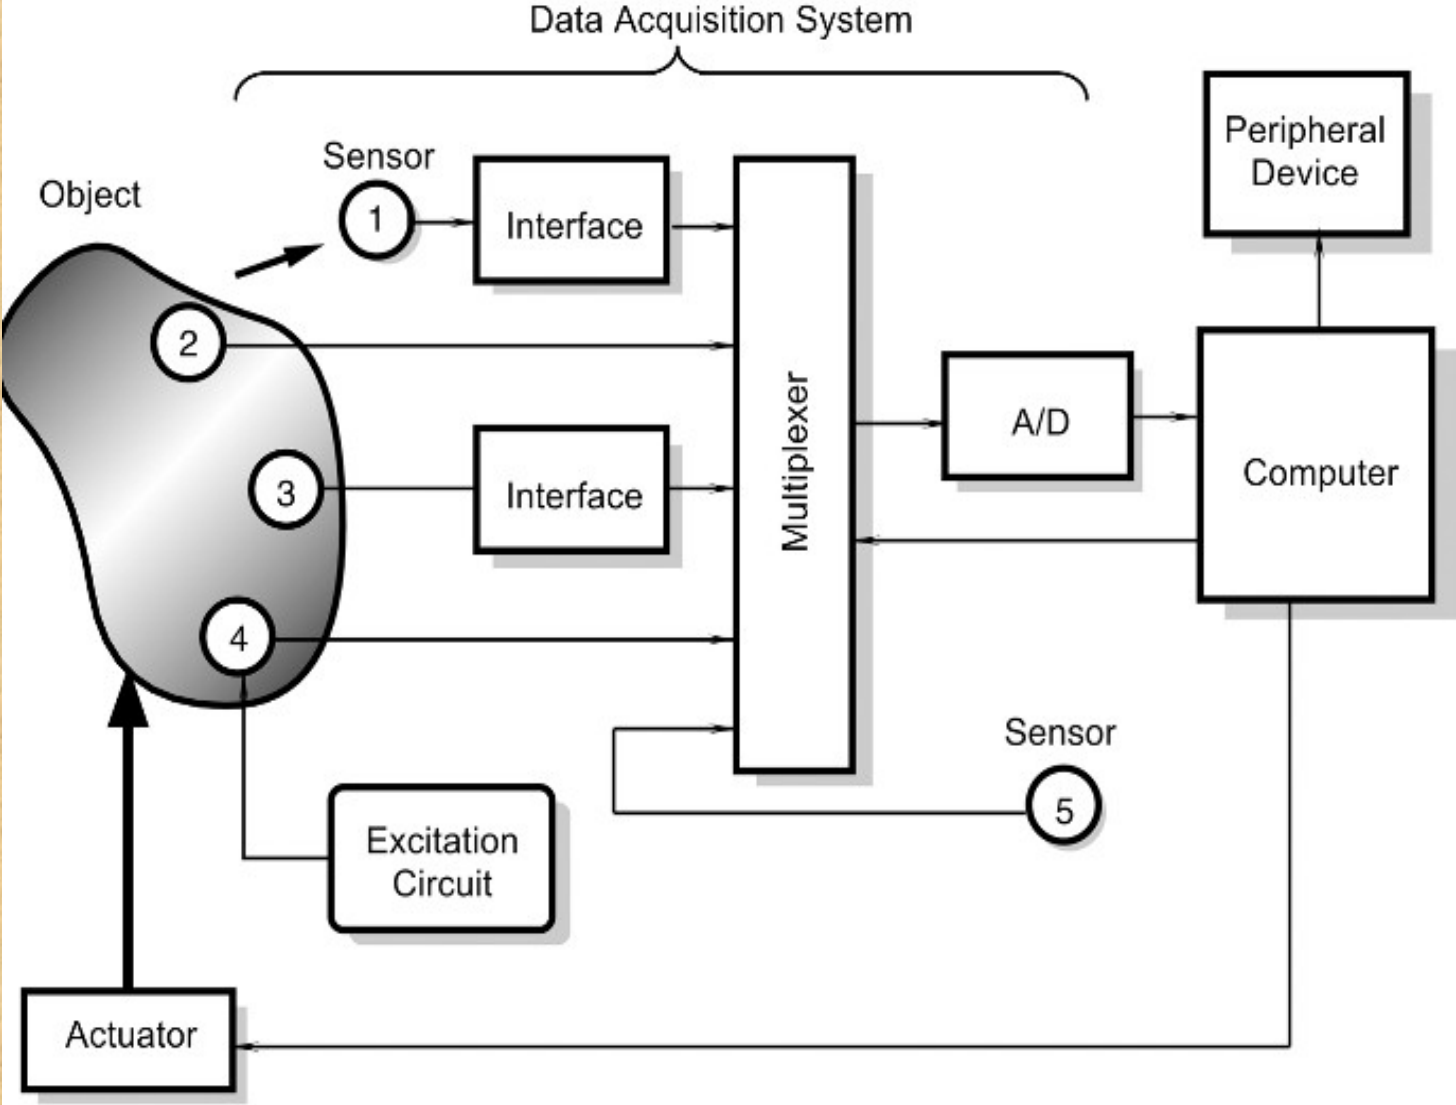 Data Acquisition System
Sensor
Object
1
Interface
Peripheral
Device
2
Multiplexer
A/D
Computer
3
Interface
4
Sensor
5
Excitation
Circuit
Actuator